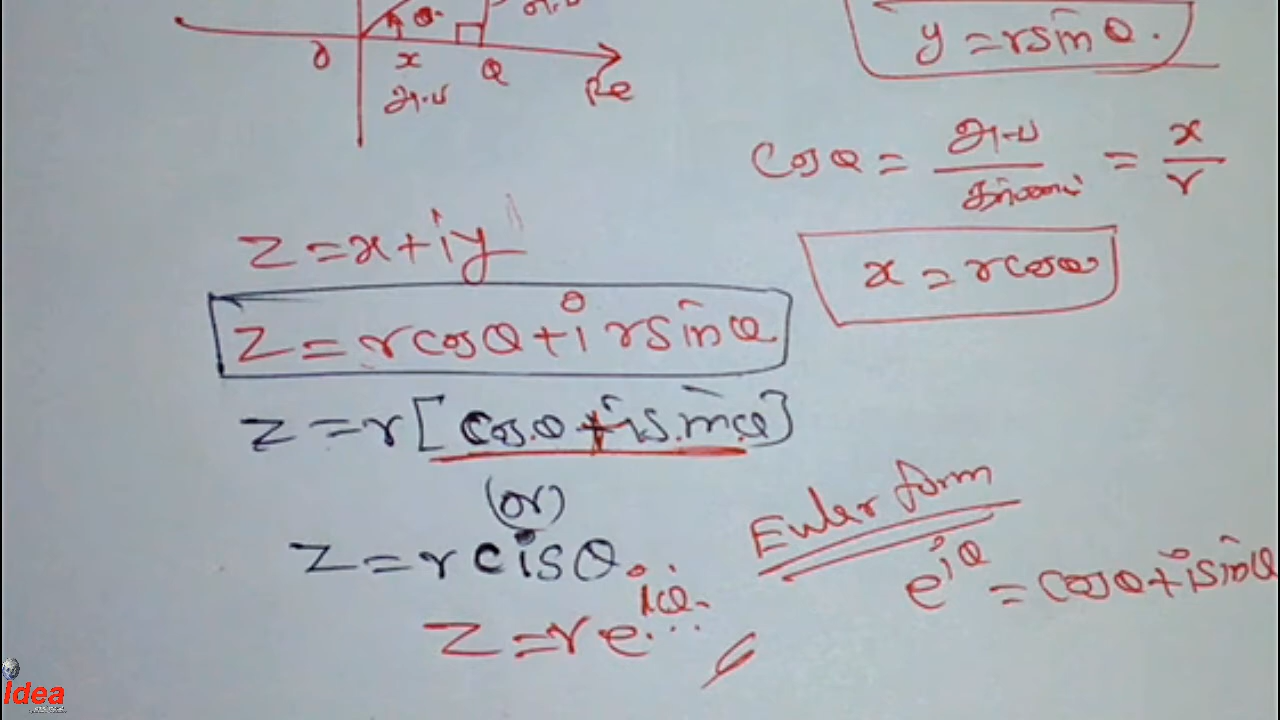 θ.
எ.ப
O x Q
அ.ப Re
y = r sin θ.
Cos θ = அ.ப / கர்ணம் = x / r
x = r cos θ
Z = x + iy
Z = r cos θ + i r sin θ
Z = r [cos θ + i sin θ]
(or)
Z = r cis θ.
Z = r e^iθ
Euler form
e^iθ = cos θ + i sin θ
Idea